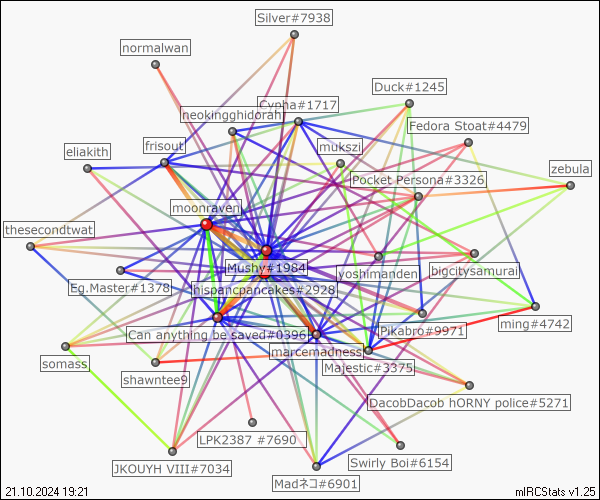 Silver#7938
normalwan
Duck#1245
Cypha#1717
neokingghidorah
Fedora Stoat#4479
mukszi
frisout
eliakith
zebula
Pocket Persona#3326
moonraven
thesecondtwat
Mushy#1984
yoshimanden
bigcitysamurai
Eg.Master#1378
hispancpancakes#2928
ming#4742
Pikabro#9971
Can anything be saved#0396
marcemadness
somass
Majestic#3375
shawntee9
DacobDacob hORNY police#5271
LPK2387 #7690
Swirly Boi#6154
JKOUYH VIII#7034
Madネコ#6901
21.10.2024 19:21
mIRCStats v1.25